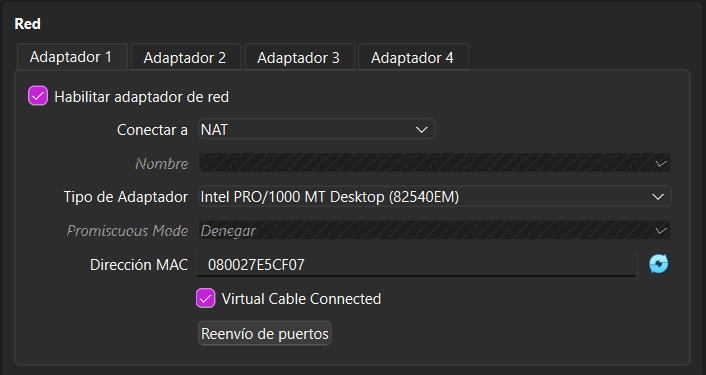 Red
Adaptador 1 Adaptador 2 Adaptador 3 Adaptador 4
Habilitar adaptador de red
Conectar a NAT
Nombre
Tipo de Adaptador Intel PRO/1000 MT Desktop (82540EM)
Promiscuous Mode Denegar
Dirección MAC 080027E5CF07
Virtual Cable Connected
Reenvío de puertos